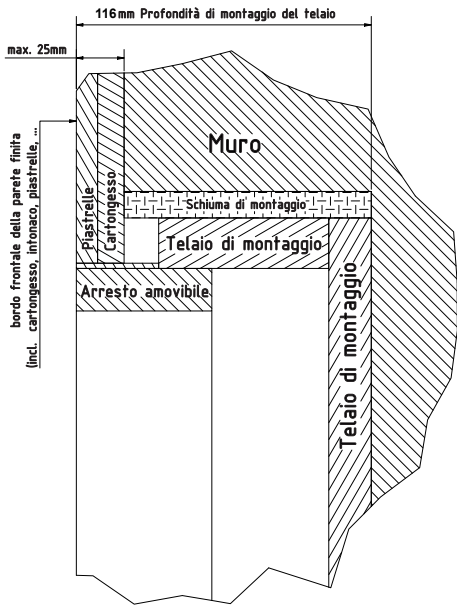 116mm Profondità di montaggio del telaio
max. 25mm
bordo frontale della parete finita
(incl. cartongesso, intonaco, piastrelle, ...
Piastrelle
Cartongesso
Muro
Schiuma di montaggio
Telaio di montaggio
Arresto amovibile
Telaio di montaggio